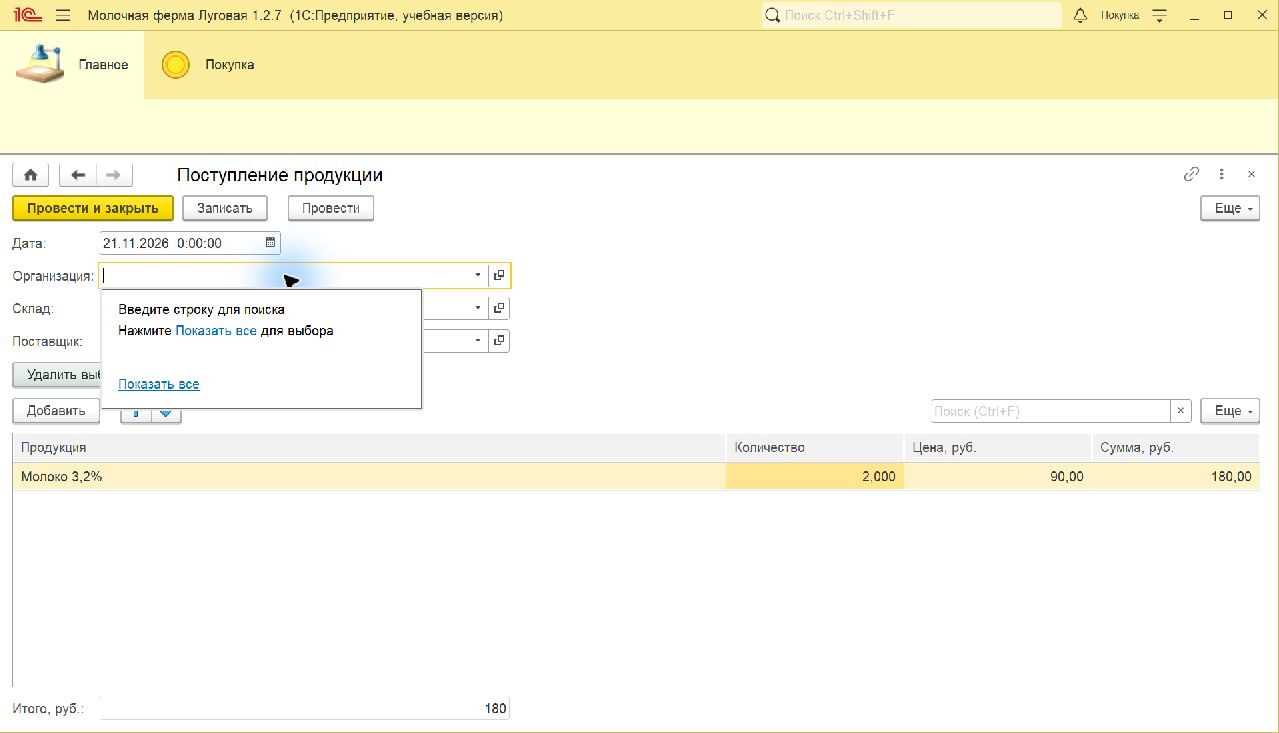 1С Молочная ферма Луговая 1.2.7 (1С:Предприятие, учебная версия) Поиск Ctrl+Shift+F Покупка
Главное Покупка
Поступление продукции
Провести и закрыть Записать Провести Еще
Дата: 21.11.2026 0:00:00
Организация:
Введите строку для поиска
Склад:
Нажмите Показать все для выбора
Поставщик:
Удалить выб
Показать все
Добавить Поиск (Ctrl+F) Еще
Продукция Количество Цена, руб. Сумма, руб.
Молоко 3,2% 2,000 90,00 180,00
Итого, руб.: 180